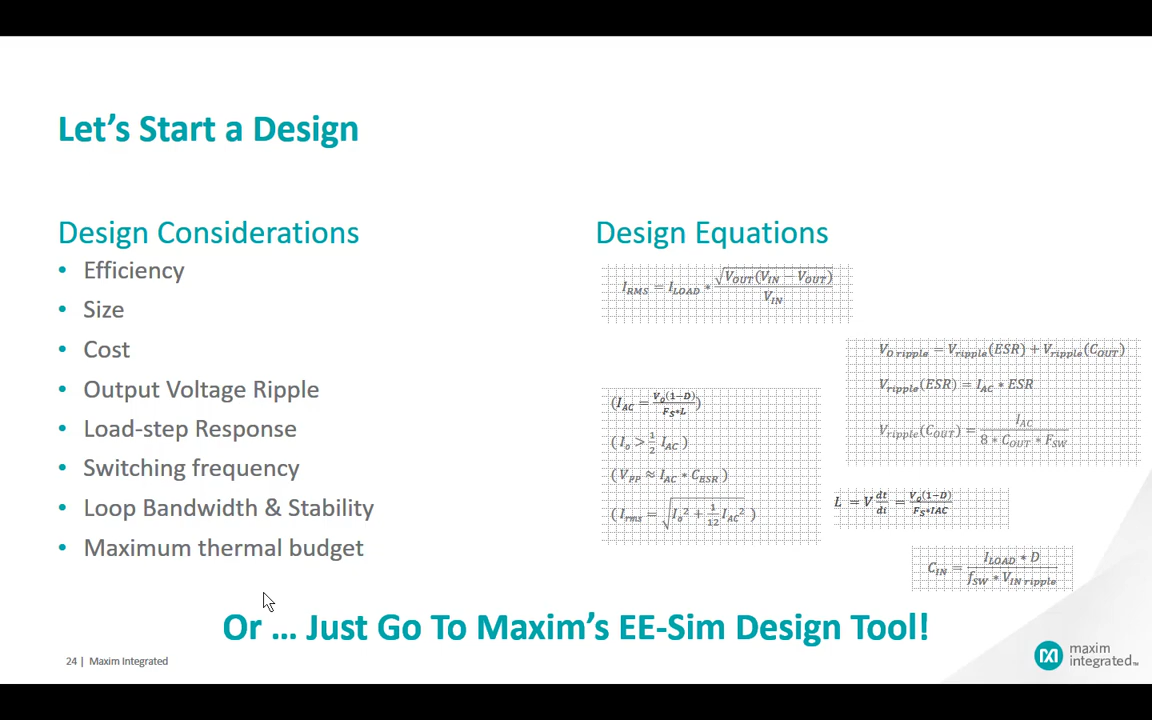 Let's Start a Design
Design Considerations
• Efficiency
• Size
• Cost
• Output Voltage Ripple
• Load-step Response
• Switching frequency
• Loop Bandwidth & Stability
• Maximum thermal budget
Design Equations
I_RMS = I_LOAD * √(V_OUT(V_IN − V_OUT)) / V_IN
V_O ripple = V_ripple(ESR) + V_ripple(C_OUT)
V_ripple(ESR) = I_AC * ESR
V_ripple(C_OUT) = I_AC / (8 * C_OUT * F_SW)
(I_AC = V_o(1−D) / F_S*L)
( I_o > 1/2 I_AC )
( V_PP ≈ I_AC * C_ESR )
( I_rms = √(I_o² + 1/12 I_AC²) )
L = V dt/di = V_o(1−D) / F_S*IAC
C_IN = I_LOAD * D / (f_SW * V_IN ripple)
Or ... Just Go To Maxim's EE-Sim Design Tool!
24 | Maxim Integrated
maxim
integrated™